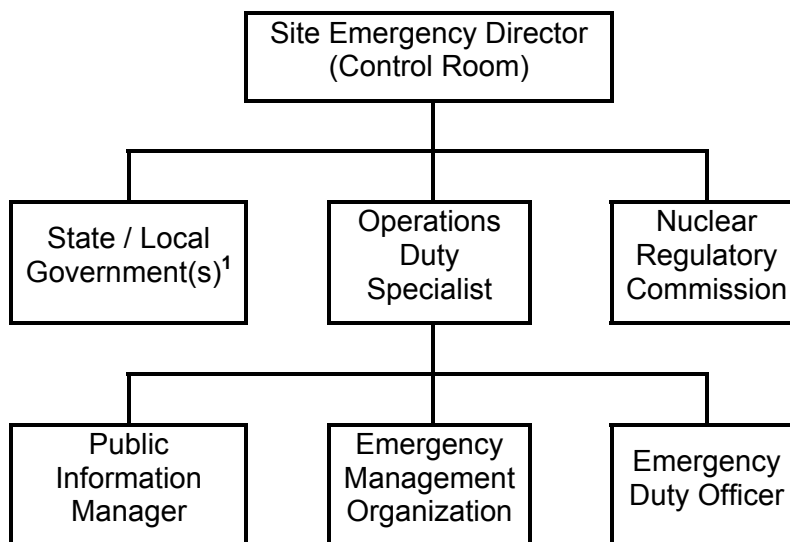 Site Emergency Director
(Control Room)
State / Local
Government(s)¹
Operations
Duty
Specialist
Nuclear
Regulatory
Commission
Public
Information
Manager
Emergency
Management
Organization
Emergency
Duty Officer